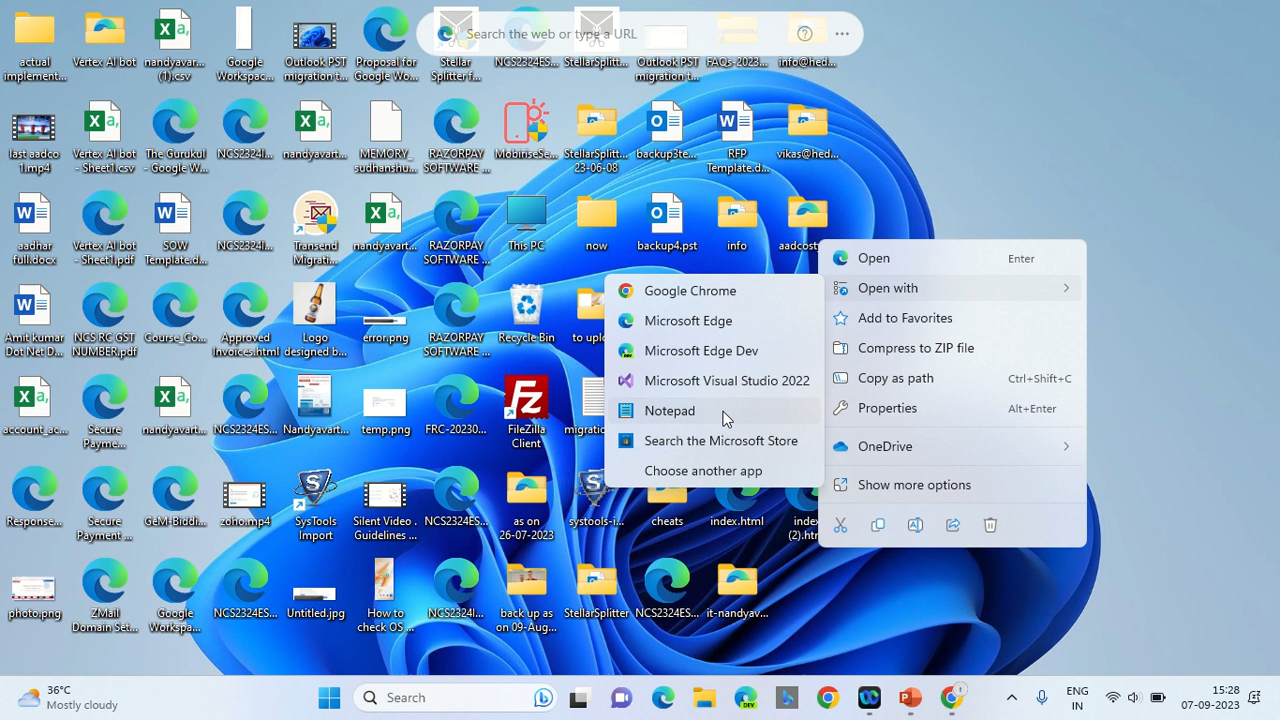 Search the web or type a URL
actual
implement...
Vertex AI bot
nandyavart...
(1).csv
Google
Workspac...
Outlook PST
migration t...
Proposal for
Google Wo...
Stellar
Splitter f...
NCS2324ES...
StellarSplitt...
Outlook PST
migration t...
FAQs-2023...
info@hed...
last aadco
1mp4
Vertex AI bot
- Sheet1.csv
The Gurukul
- Google W...
NCS2324I...
nandyavart...
MEMORY_
sudhanshu...
RAZORPAY
SOFTWARE ...
MobiriseSe...
StellarSplitt...
23-06-08
backup3te...
RFP
Template.d...
vikas@hed...
aadhar
full.docx
Vertex AI bot
- Sheet1.pdf
SOW
Template.d...
NCS2324I...
Transend
Migrati...
nandyavart...
RAZORPAY
SOFTWARE ...
This PC
now
backup4.pst
info
aadcost
Amit kumar
Dot Net D...
NCS RC GST
NUMBER.pdf
Course_Co...
Approved
Invoices.html
Logo
designed b...
error.png
RAZORPAY
SOFTWARE ...
Recycle Bin
to uplo
account_ac...
Secure
Payme...
nandyavart...
NCS2324ES...
Nandyavart...
temp.png
FRC-20230...
FileZilla
Client
migratio
Response...
Secure
Payment ...
GeM-Biddi...
zoho.mp4
SysTools
Import
Silent Video .
Guidelines ...
NCS2324ES...
as on
26-07-2023
systools-i...
cheats
index.html
index
(2).htm
photo.png
ZMail
Domain Set...
Google
Workspa...
NCS2324ES...
Untitled.jpg
How to
check OS ...
NCS2324I...
back up as
on 09-Aug...
StellarSplitter
NCS2324ES...
it-nandyav...
Open Enter
Open with
Add to Favorites
Compress to ZIP file
Copy as path Ctrl+Shift+C
Properties Alt+Enter
OneDrive
Show more options
Google Chrome
Microsoft Edge
Microsoft Edge Dev
Microsoft Visual Studio 2022
Notepad
Search the Microsoft Store
Choose another app
36°C
Mostly cloudy
Search
ENG
IN
15:28
07-09-2023